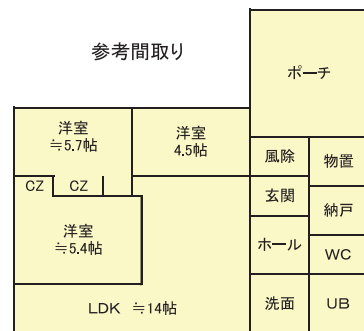 参考間取り
ポーチ
洋室
≒5.7帖
洋室
4.5帖
風除
物置
CZ
CZ
玄関
納戸
洋室
≒5.4帖
ホール
WC
LDK ≒14帖
洗面
UB